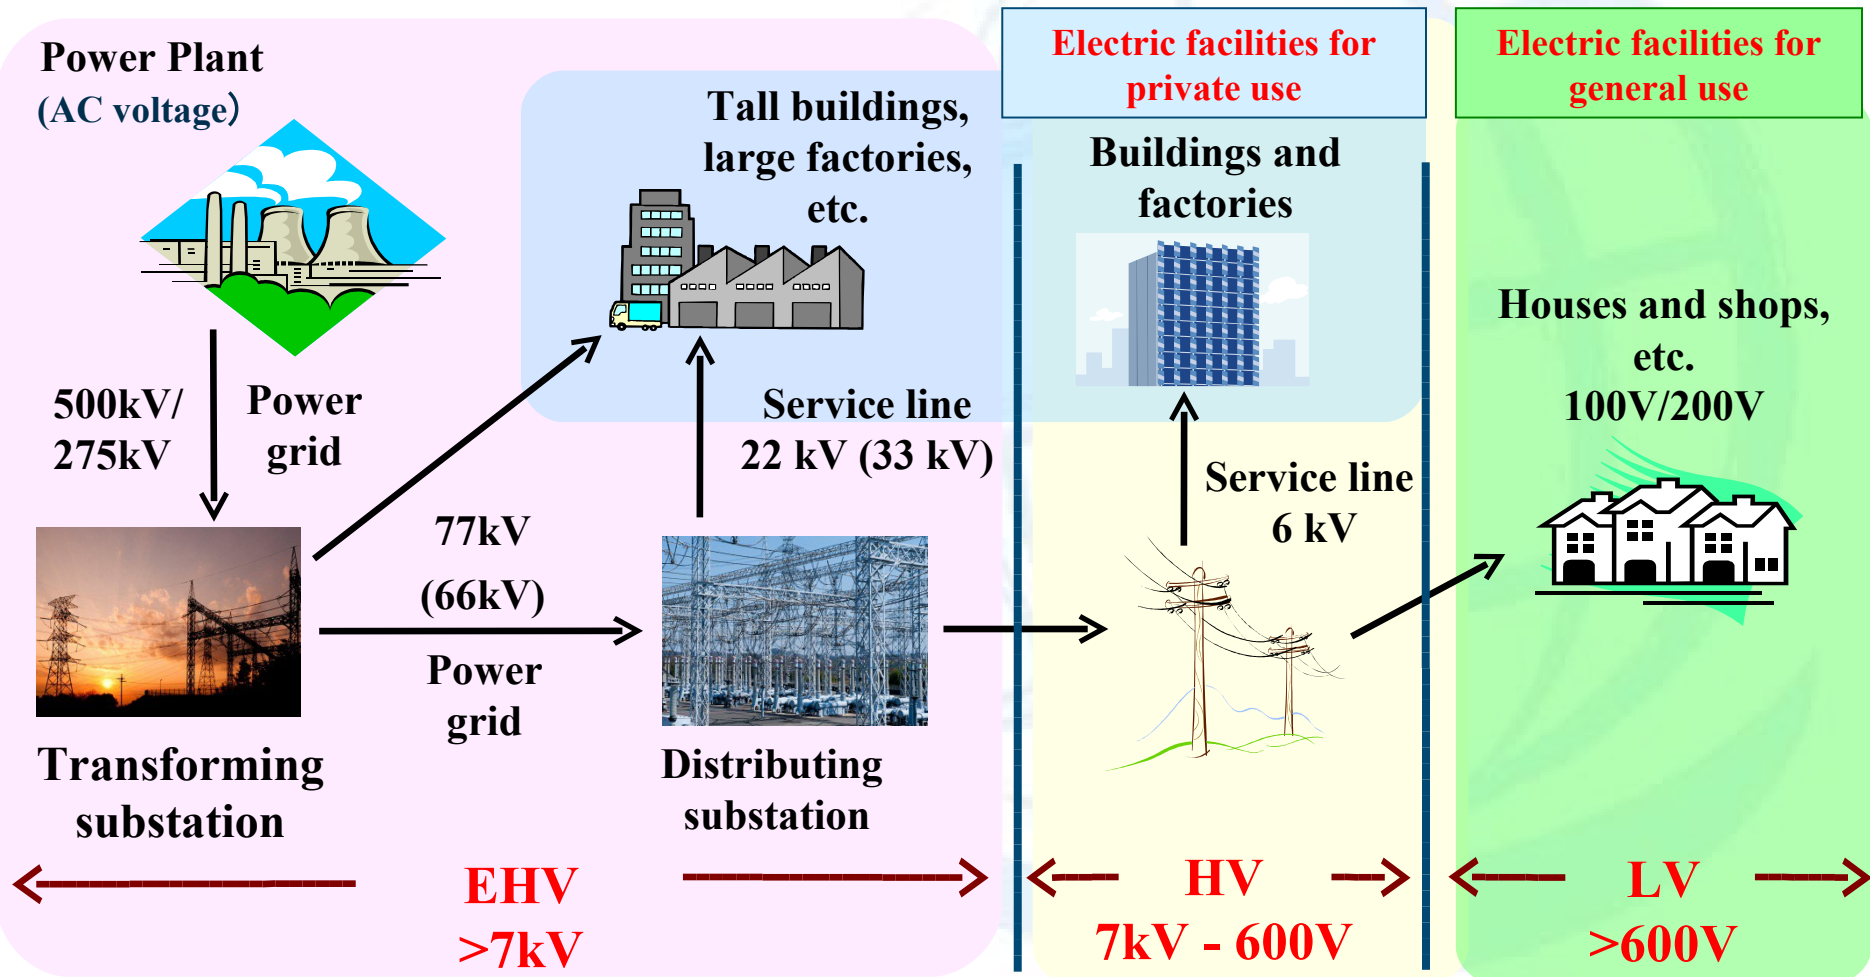 Power Plant
(AC voltage）
Electric facilities for
private use
Electric facilities for
general use
Tall buildings,
large factories,
etc.
Buildings and
factories
Houses and shops,
etc.
100V/200V
500kV/
275kV
Power
grid
Service line
22 kV (33 kV)
Service line
6 kV
77kV
(66kV)
Power
grid
Transforming
substation
Distributing
substation
EHV
>7kV
HV
7kV - 600V
LV
>600V